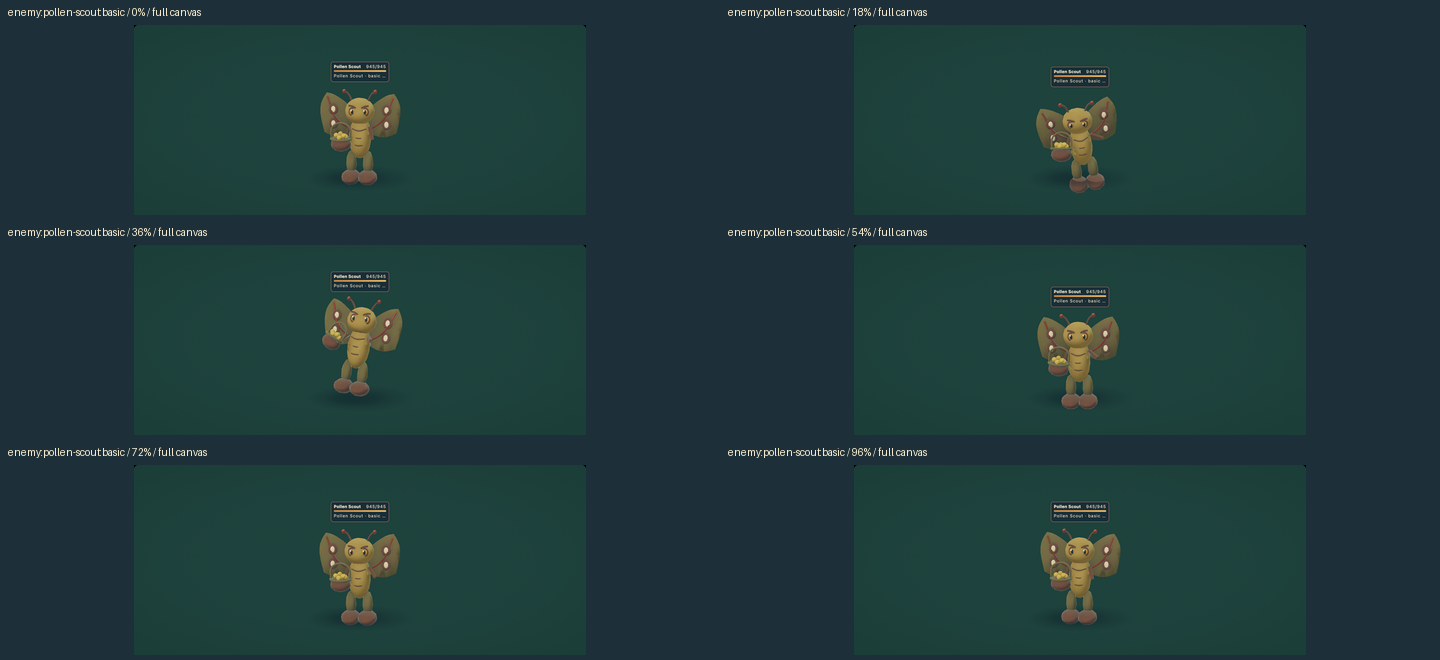 enemy:pollen-scout basic / 0% / full canvas
Pollen Scout 945/945
Pollen Scout · basic ...
enemy:pollen-scout basic / 18% / full canvas
Pollen Scout 945/945
Pollen Scout · basic ...
enemy:pollen-scout basic / 36% / full canvas
Pollen Scout 945/945
Pollen Scout · basic ...
enemy:pollen-scout basic / 54% / full canvas
Pollen Scout 945/945
Pollen Scout · basic ...
enemy:pollen-scout basic / 72% / full canvas
Pollen Scout 945/945
Pollen Scout · basic ...
enemy:pollen-scout basic / 96% / full canvas
Pollen Scout 945/945
Pollen Scout · basic ...